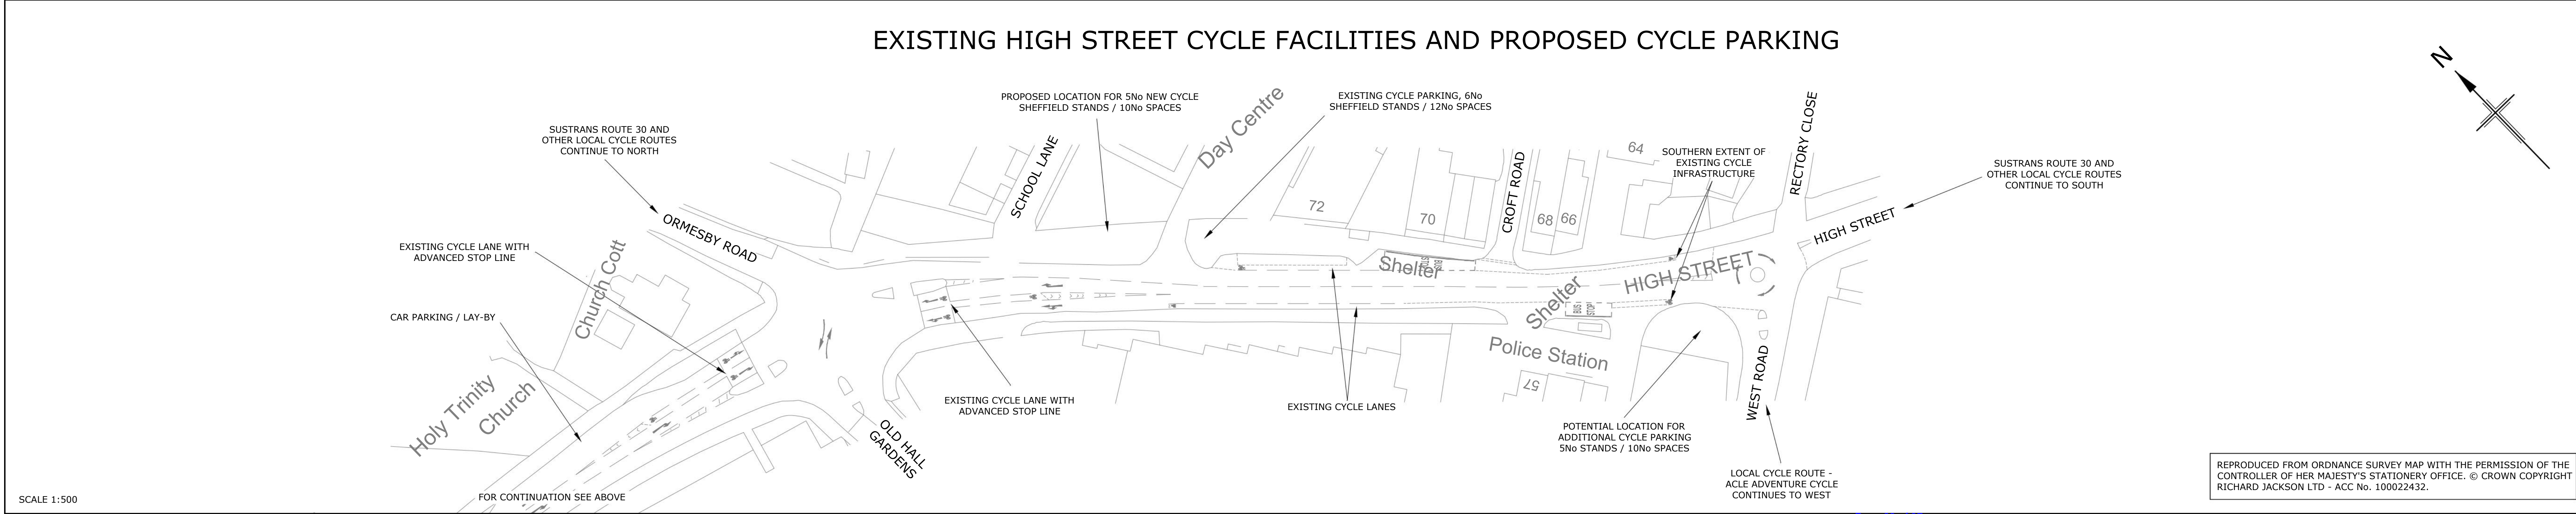 EXISTING HIGH STREET CYCLE FACILITIES AND PROPOSED CYCLE PARKING
N
PROPOSED LOCATION FOR 5No NEW CYCLE
SHEFFIELD STANDS / 10No SPACES
EXISTING CYCLE PARKING, 6No
SHEFFIELD STANDS / 12No SPACES
SUSTRANS ROUTE 30 AND
OTHER LOCAL CYCLE ROUTES
CONTINUE TO NORTH
SCHOOL LANE
Day Centre
CROFT ROAD
64
SOUTHERN EXTENT OF
EXISTING CYCLE
INFRASTRUCTURE
RECTORY CLOSE
SUSTRANS ROUTE 30 AND
OTHER LOCAL CYCLE ROUTES
CONTINUE TO SOUTH
72
70
68
66
ORMESBY ROAD
HIGH STREET
EXISTING CYCLE LANE WITH
ADVANCED STOP LINE
Church Cott
Shelter
BUS
STOP
HIGH STREET
Shelter
BUS
STOP
CAR PARKING / LAY-BY
Police Station
57
WEST ROAD
Holy Trinity
Church
EXISTING CYCLE LANE WITH
ADVANCED STOP LINE
EXISTING CYCLE LANES
OLD HALL
GARDENS
POTENTIAL LOCATION FOR
ADDITIONAL CYCLE PARKING
5No STANDS / 10No SPACES
LOCAL CYCLE ROUTE -
ACLE ADVENTURE CYCLE
CONTINUES TO WEST
SCALE 1:500
FOR CONTINUATION SEE ABOVE
REPRODUCED FROM ORDNANCE SURVEY MAP WITH THE PERMISSION OF THE
CONTROLLER OF HER MAJESTY'S STATIONERY OFFICE. © CROWN COPYRIGHT
RICHARD JACKSON LTD - ACC No. 100022432.